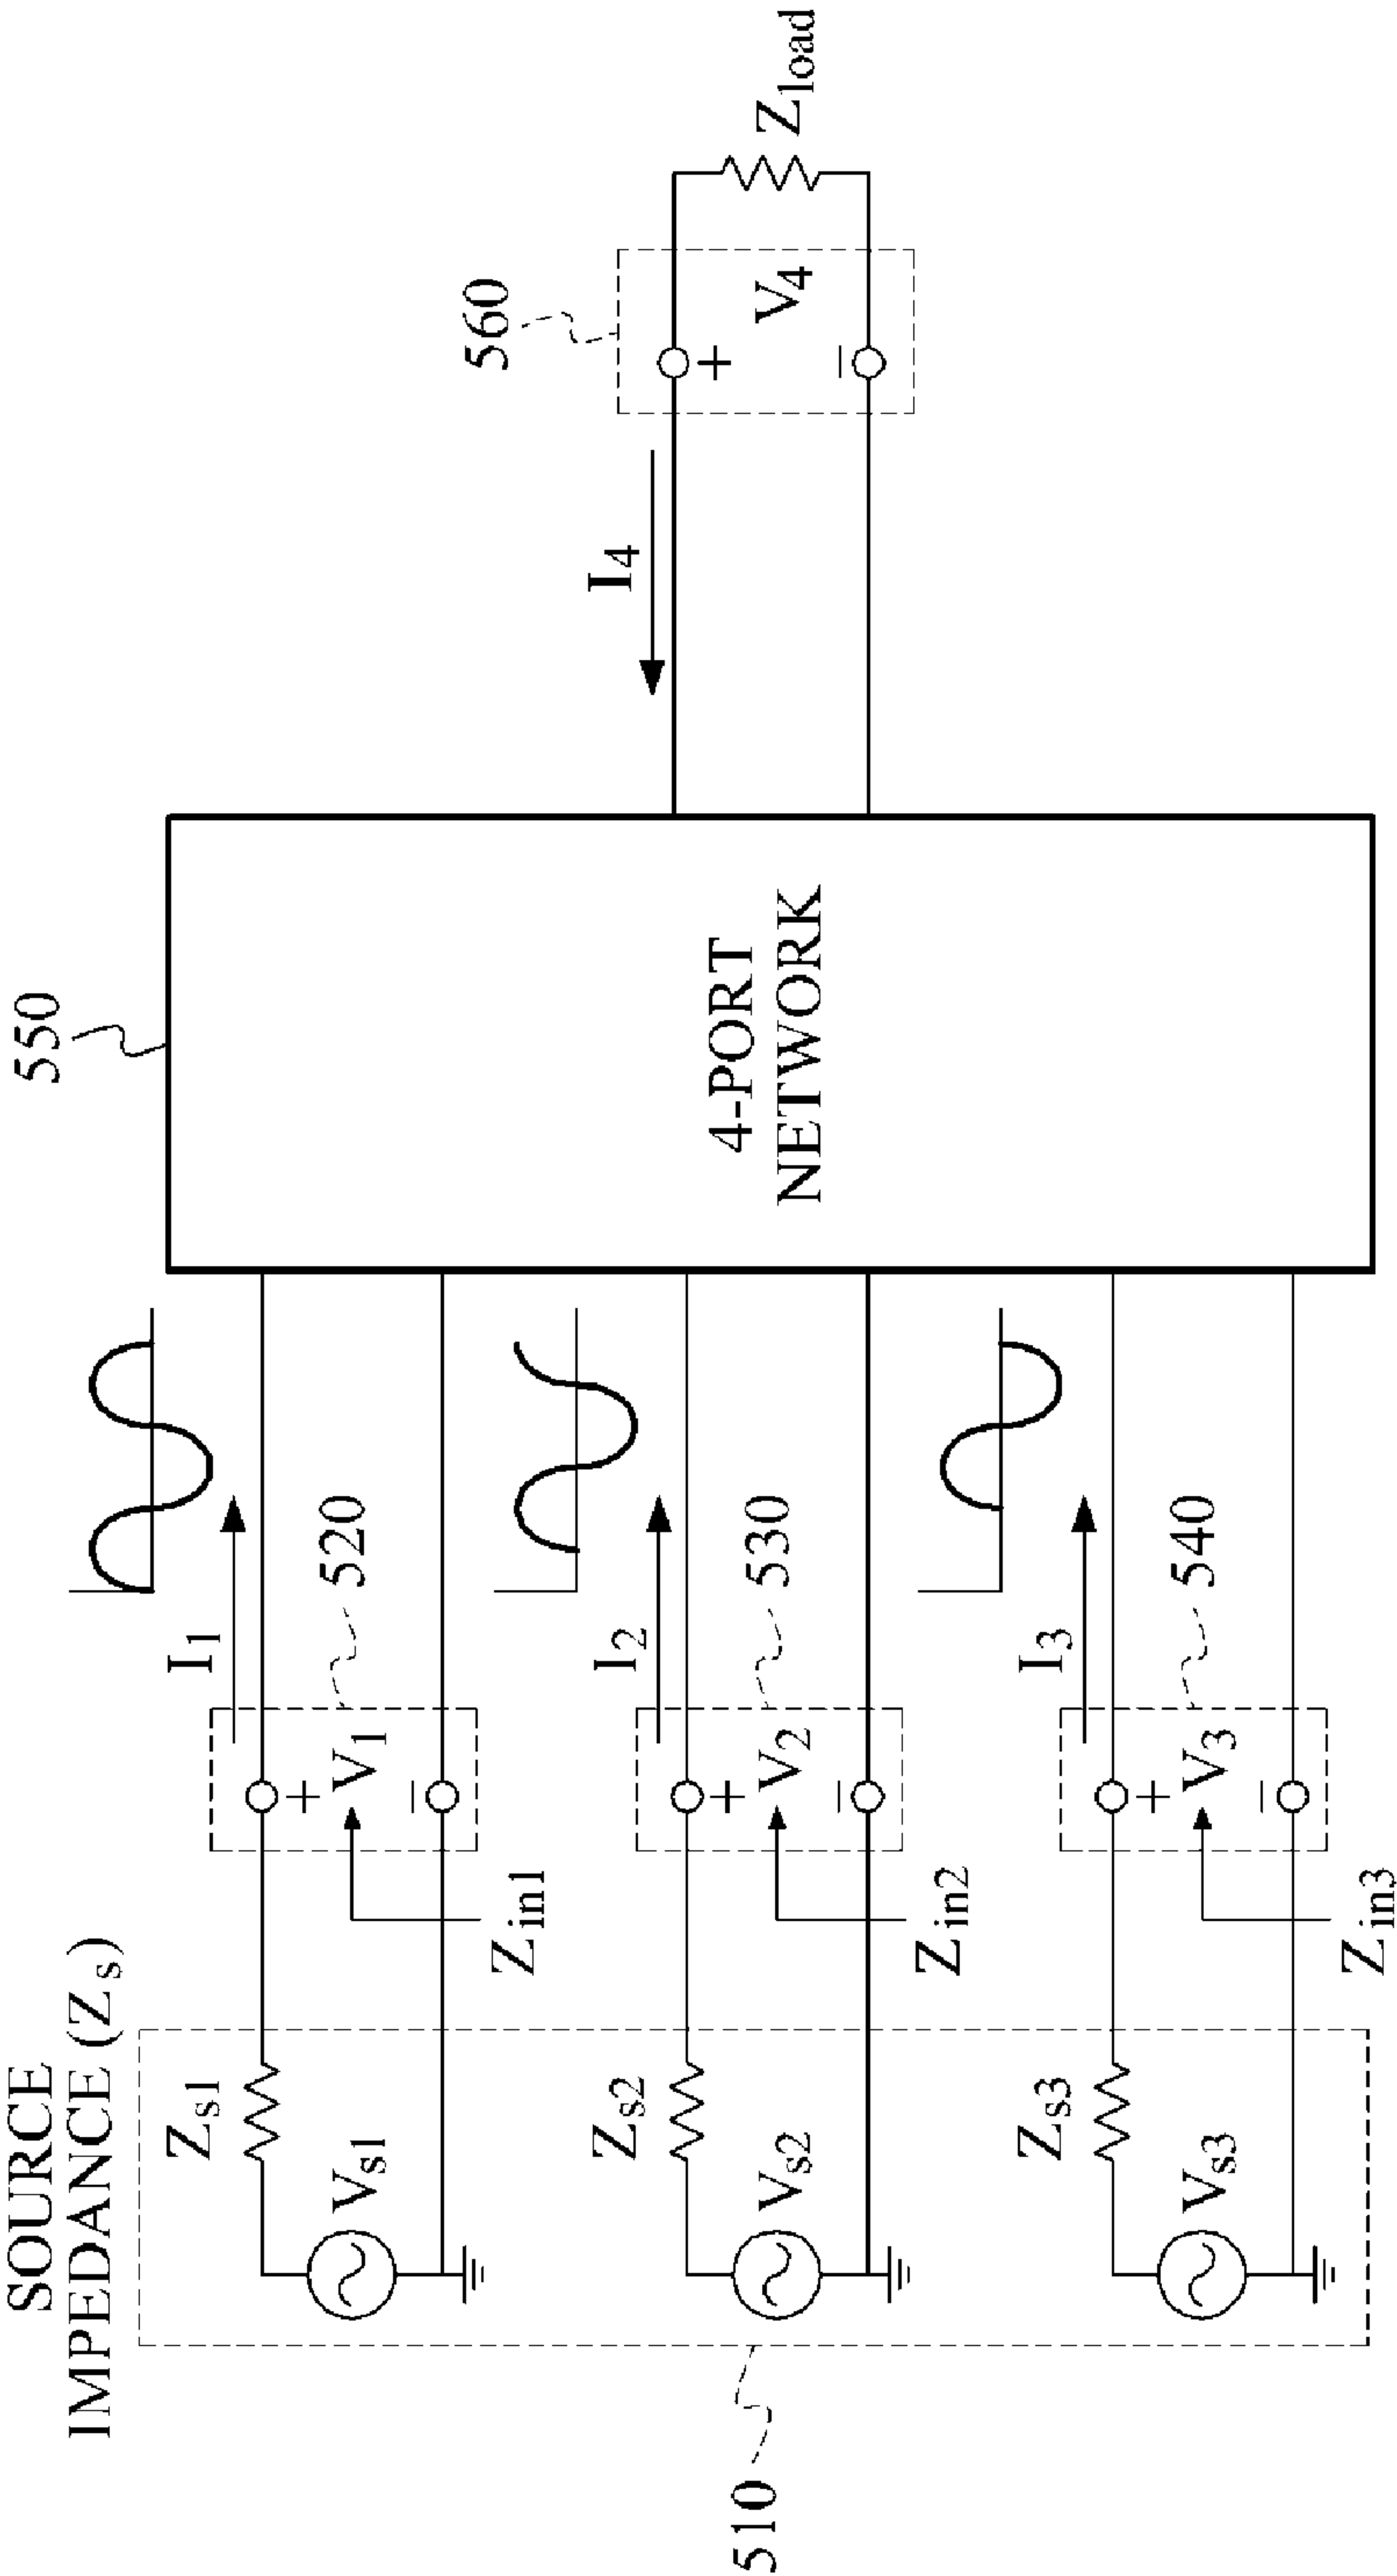 SOURCE
IMPEDANCE (Zs)
510
Zs1
Vs1
Zin1
+
V1
−
520
I1
Zs2
Vs2
Zin2
+
V2
−
530
I2
Zs3
Vs3
Zin3
+
V3
−
540
I3
550
4-PORT
NETWORK
I4
560
+
V4
−
Zload